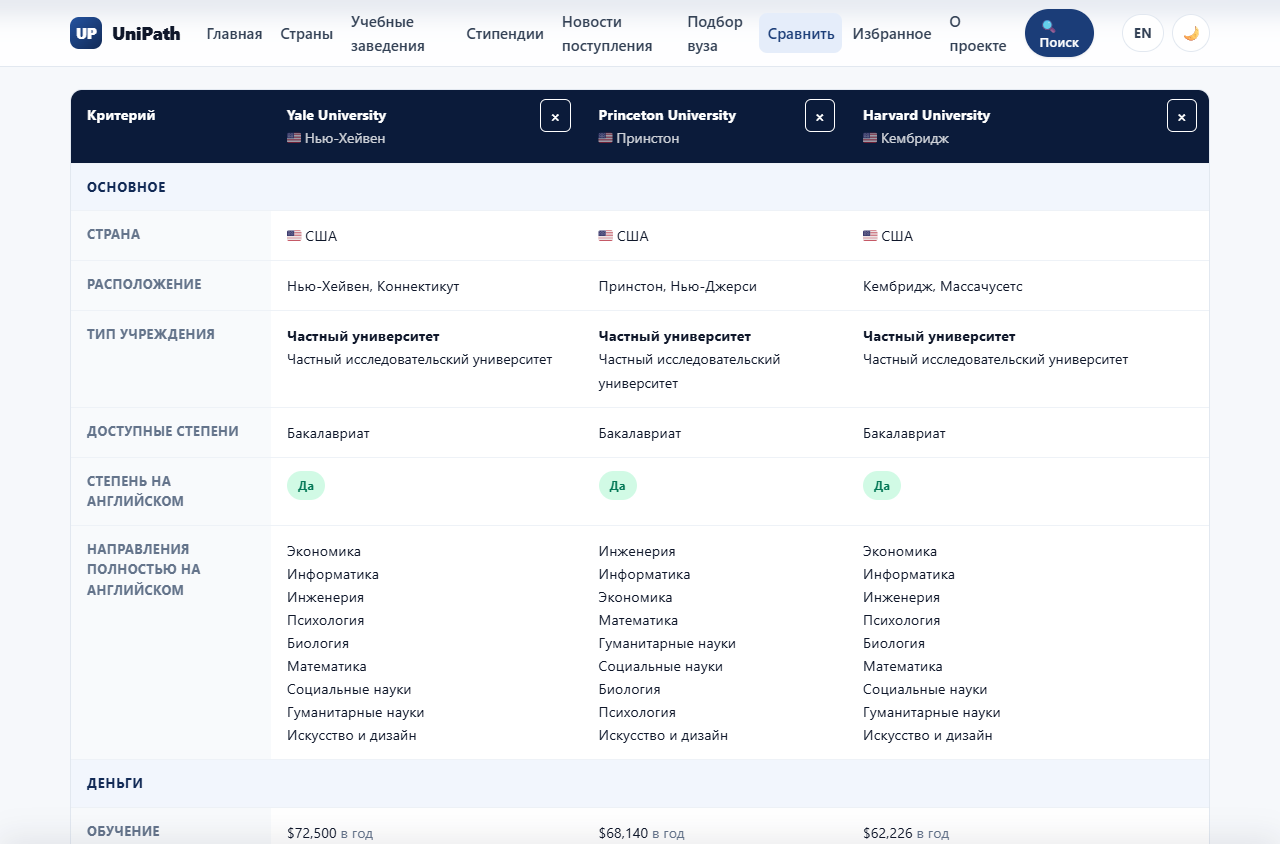 UP UniPath Главная Страны Учебные заведения Стипендии Новости поступления Подбор вуза Сравнить Избранное О проекте Поиск EN
Критерий Yale University × Princeton University × Harvard University ×
Нью-Хейвен Принстон Кембридж
ОСНОВНОЕ
СТРАНА США США США
РАСПОЛОЖЕНИЕ Нью-Хейвен, Коннектикут Принстон, Нью-Джерси Кембридж, Массачусетс
ТИП УЧРЕЖДЕНИЯ Частный университет Частный университет Частный университет
Частный исследовательский университет Частный исследовательский Частный исследовательский университет
университет
ДОСТУПНЫЕ СТЕПЕНИ Бакалавриат Бакалавриат Бакалавриат
СТЕПЕНЬ НА Да Да Да
АНГЛИЙСКОМ
НАПРАВЛЕНИЯ Экономика Инженерия Экономика
ПОЛНОСТЬЮ НА Информатика Информатика Информатика
АНГЛИЙСКОМ Инженерия Экономика Инженерия
Психология Математика Психология
Биология Гуманитарные науки Биология
Математика Социальные науки Математика
Социальные науки Биология Социальные науки
Гуманитарные науки Психология Гуманитарные науки
Искусство и дизайн Искусство и дизайн Искусство и дизайн
ДЕНЬГИ
ОБУЧЕНИЕ $72,500 в год $68,140 в год $62,226 в год